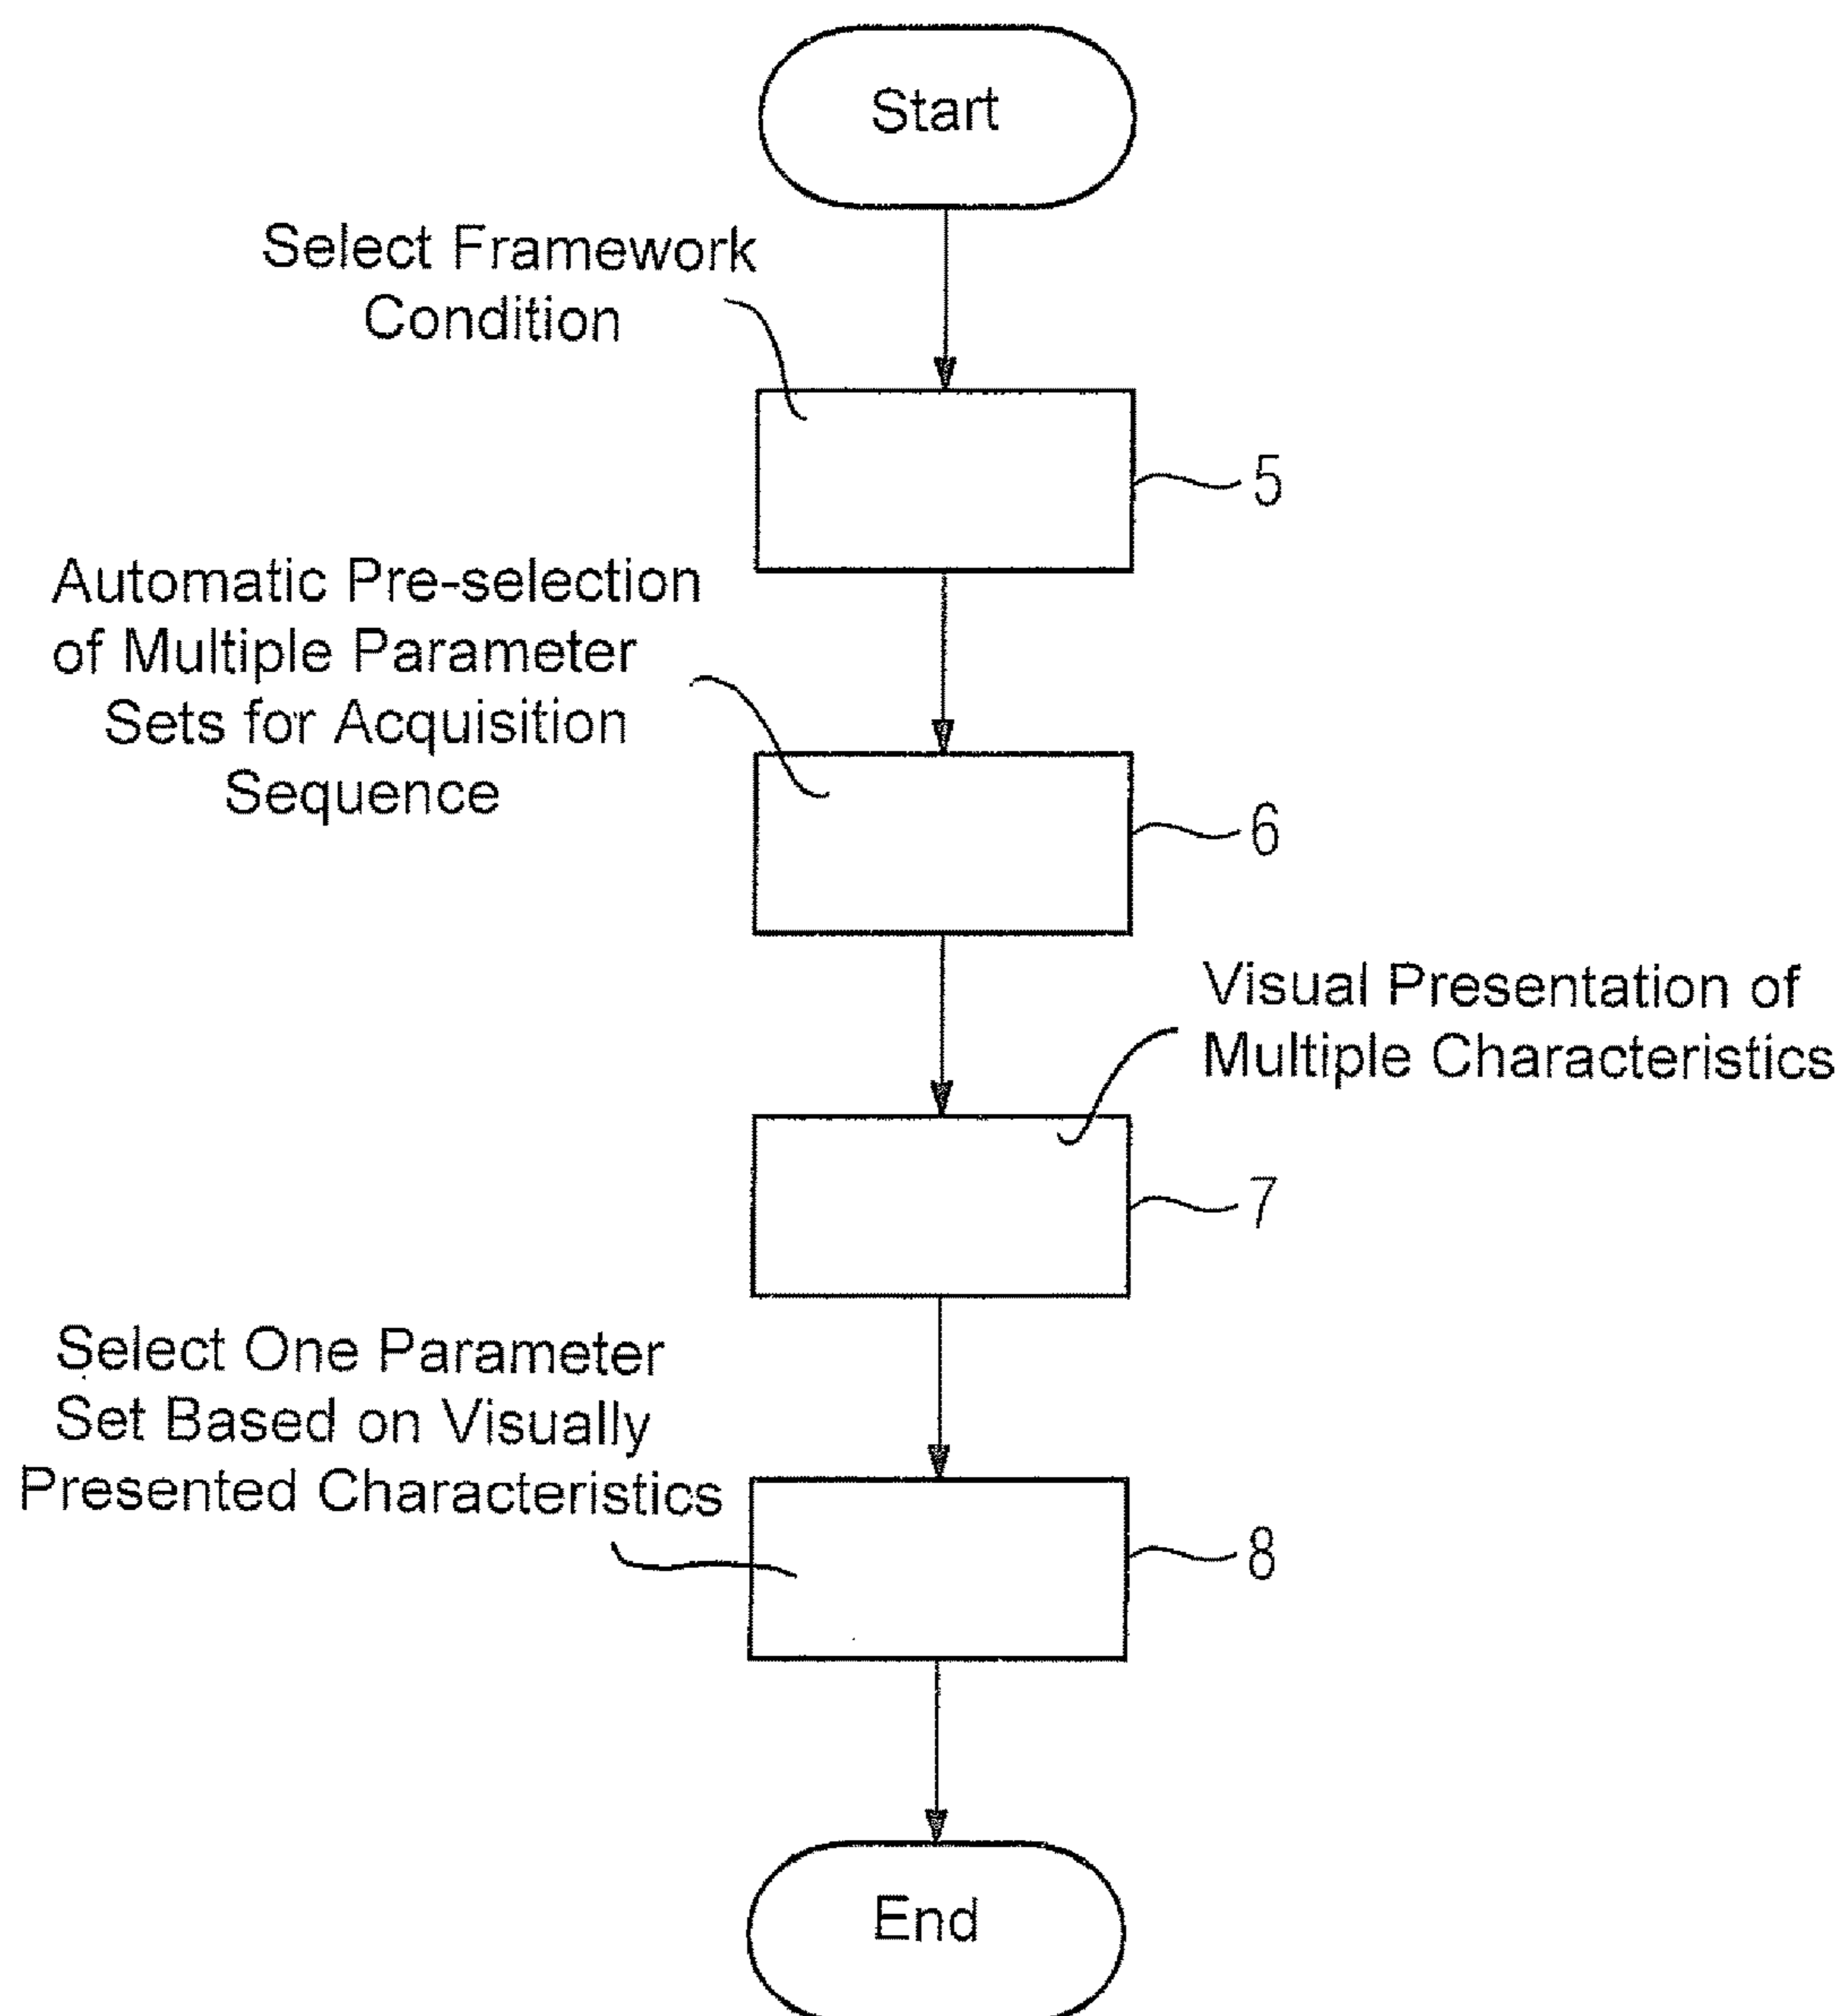 Start
Select Framework
Condition
5
Automatic Pre-selection
of Multiple Parameter
Sets for Acquisition
Sequence
6
Visual Presentation of
Multiple Characteristics
7
Select One Parameter
Set Based on Visually
Presented Characteristics
8
End